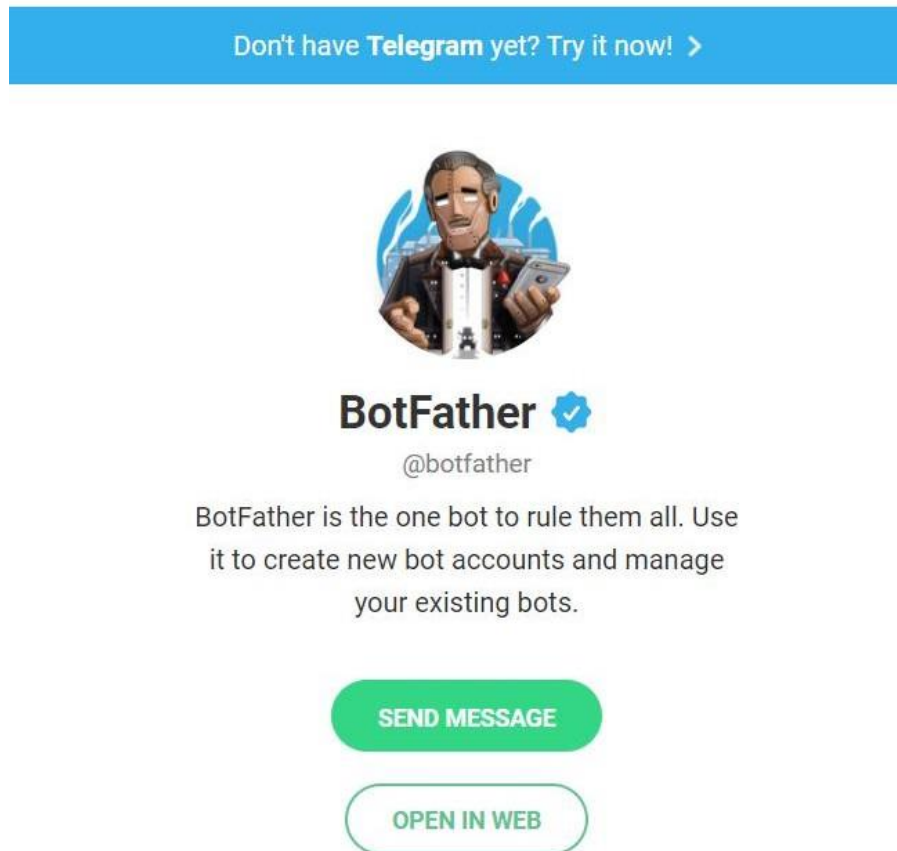 Don't have Telegram yet? Try it now! >
BotFather
@botfather
BotFather is the one bot to rule them all. Use
it to create new bot accounts and manage
your existing bots.
SEND MESSAGE
OPEN IN WEB